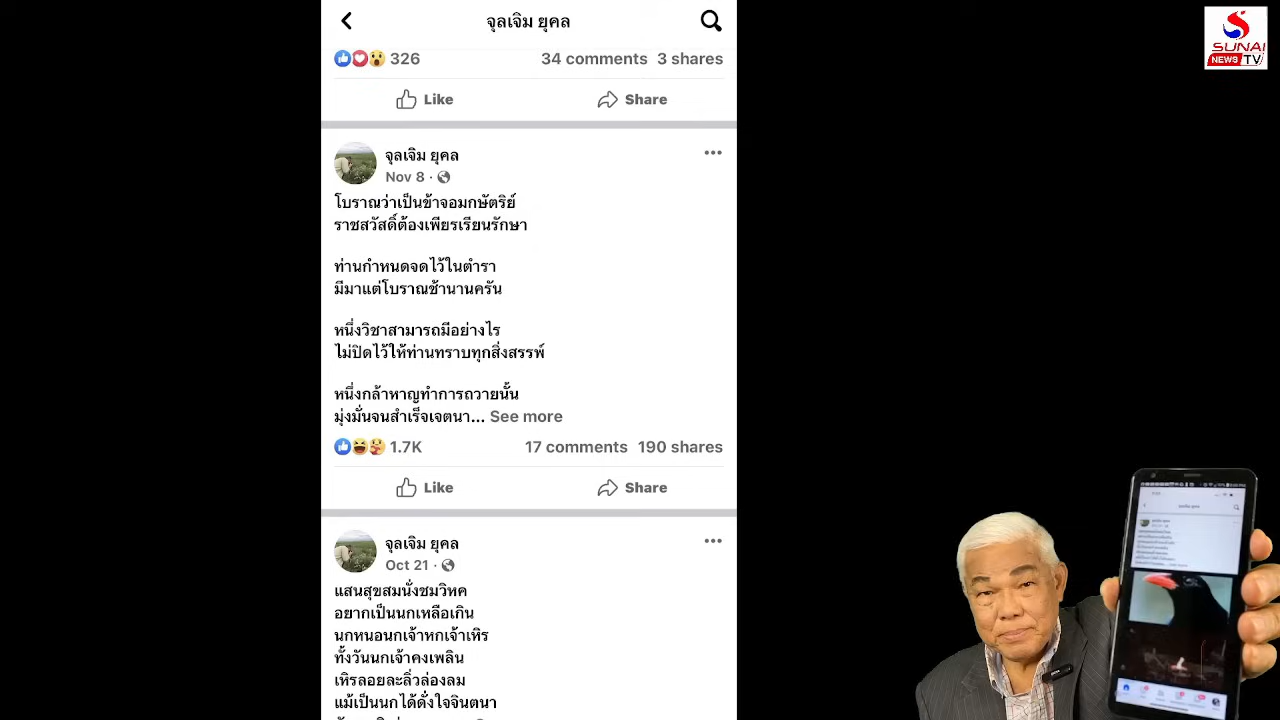 จุลเจิม ยุคล
SUNAI
NEWS TV
326
34 comments 3 shares
Like
Share
จุลเจิม ยุคล
Nov 8 ·
โบราณว่าเป็นข้าจอมกษัตริย์
ราชสวัสดิ์ต้องเพียรเรียนรักษา
ท่านกำหนดจดไว้ในตำรา
มีมาแต่โบราณช้านานครัน
หนึ่งวิชาสามารถมีอย่างไร
ไม่ปิดไว้ให้ท่านทราบทุกสิ่งสรรพ์
หนึ่งกล้าหาญทำการถวายนั้น
มุ่งมั่นจนสำเร็จเจตนา... See more
1.7K
17 comments 190 shares
Like
Share
จุลเจิม ยุคล
Oct 21 ·
แสนสุขสมนั่งชมวิหค
อยากเป็นนกเหลือเกิน
นกหนอนกเจ้าหกเจ้าเหิร
ทั้งวันนกเจ้าคงเพลิน
เหิรลอยละลิ่วล่องลม
แม้เป็นนกได้ดั่งใจจินตนา